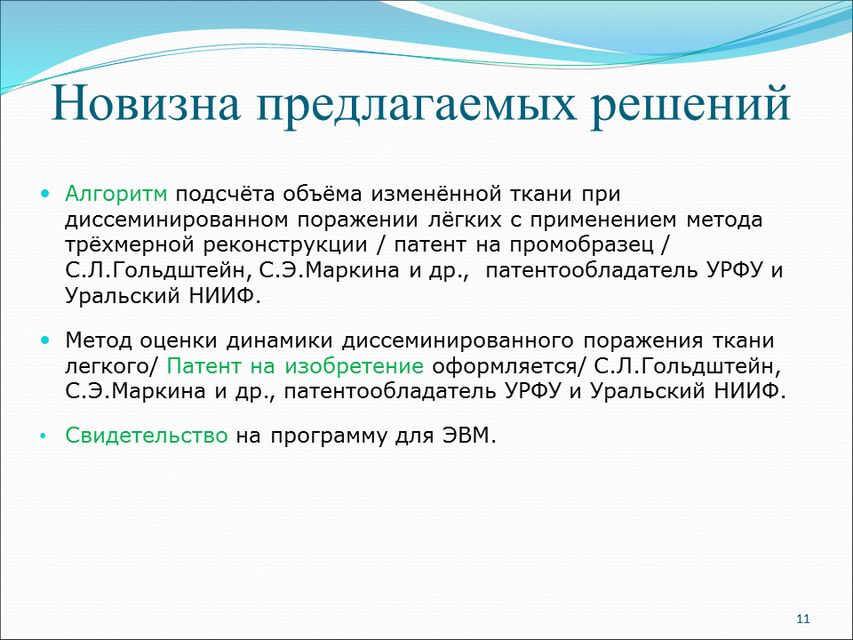 Новизна предлагаемых решений
• Алгоритм подсчёта объёма изменённой ткани при
диссеминированном поражении лёгких с применением метода
трёхмерной реконструкции / патент на промобразец /
С.Л.Гольдштейн, С.Э.Маркина и др., патентообладатель УРФУ и
Уральский НИИФ.
• Метод оценки динамики диссеминированного поражения ткани
легкого/ Патент на изобретение оформляется/ С.Л.Гольдштейн,
С.Э.Маркина и др., патентообладатель УРФУ и Уральский НИИФ.
• Свидетельство на программу для ЭВМ.
11